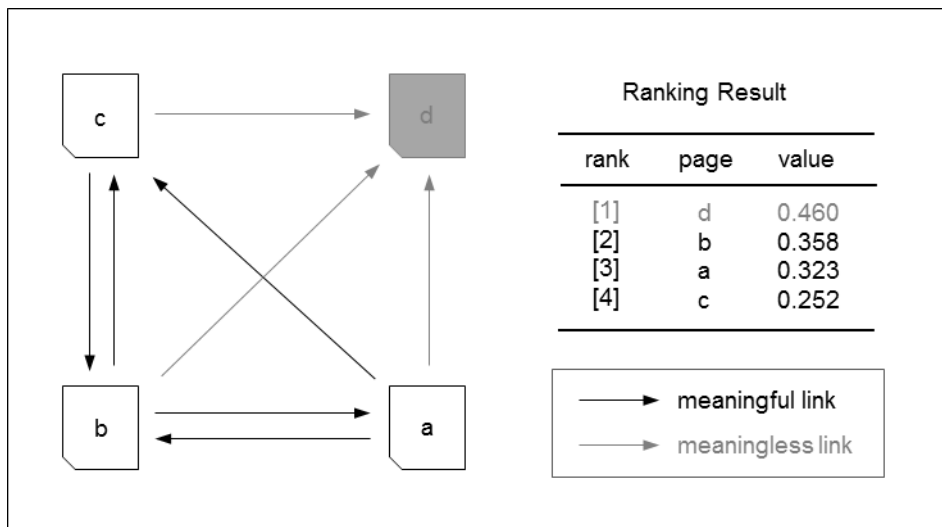 c
d
b
a
Ranking Result
rank page value
[1] d 0.460
[2] b 0.358
[3] a 0.323
[4] c 0.252
meaningful link
meaningless link